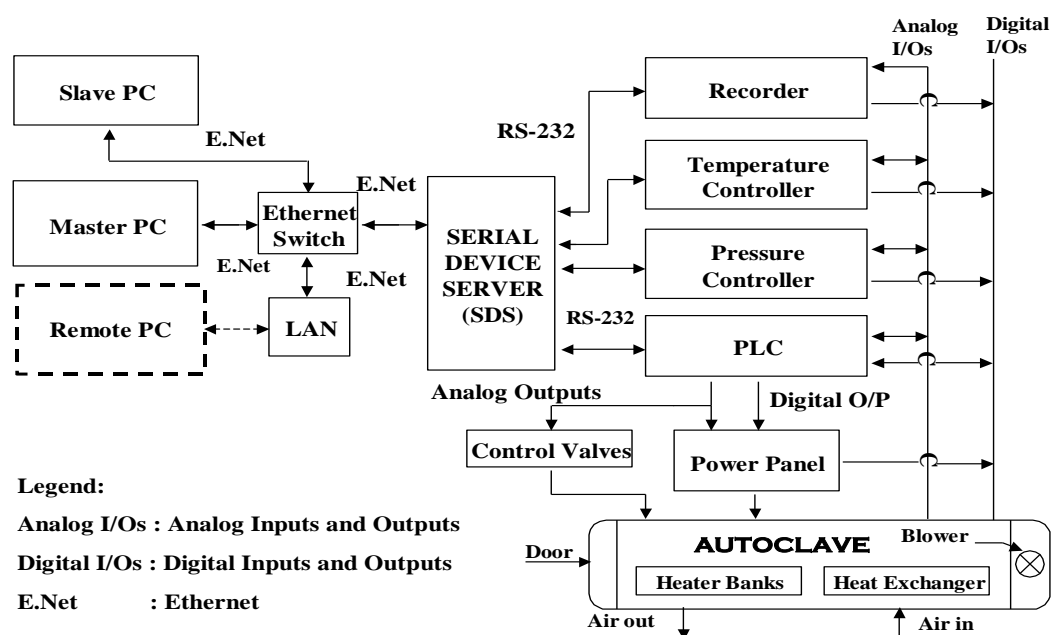 Analog
I/Os
Digital
I/Os
Slave PC
Recorder
E.Net
RS-232
Temperature
Controller
E.Net
Master PC
Ethernet
Switch
SERIAL
DEVICE
SERVER
(SDS)
Pressure
Controller
E.Net
E.Net
Remote PC
LAN
RS-232
PLC
Analog Outputs
Digital O/P
Control Valves
Power Panel
Legend:
Analog I/Os : Analog Inputs and Outputs
Digital I/Os : Digital Inputs and Outputs
E.Net : Ethernet
Door
AUTOCLAVE
Blower
Heater Banks
Heat Exchanger
Air out
Air in